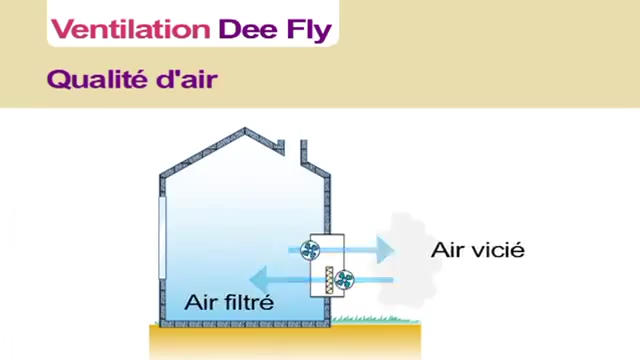 Ventilation Dee Fly
Qualité d'air
Air vicié
Air filtré